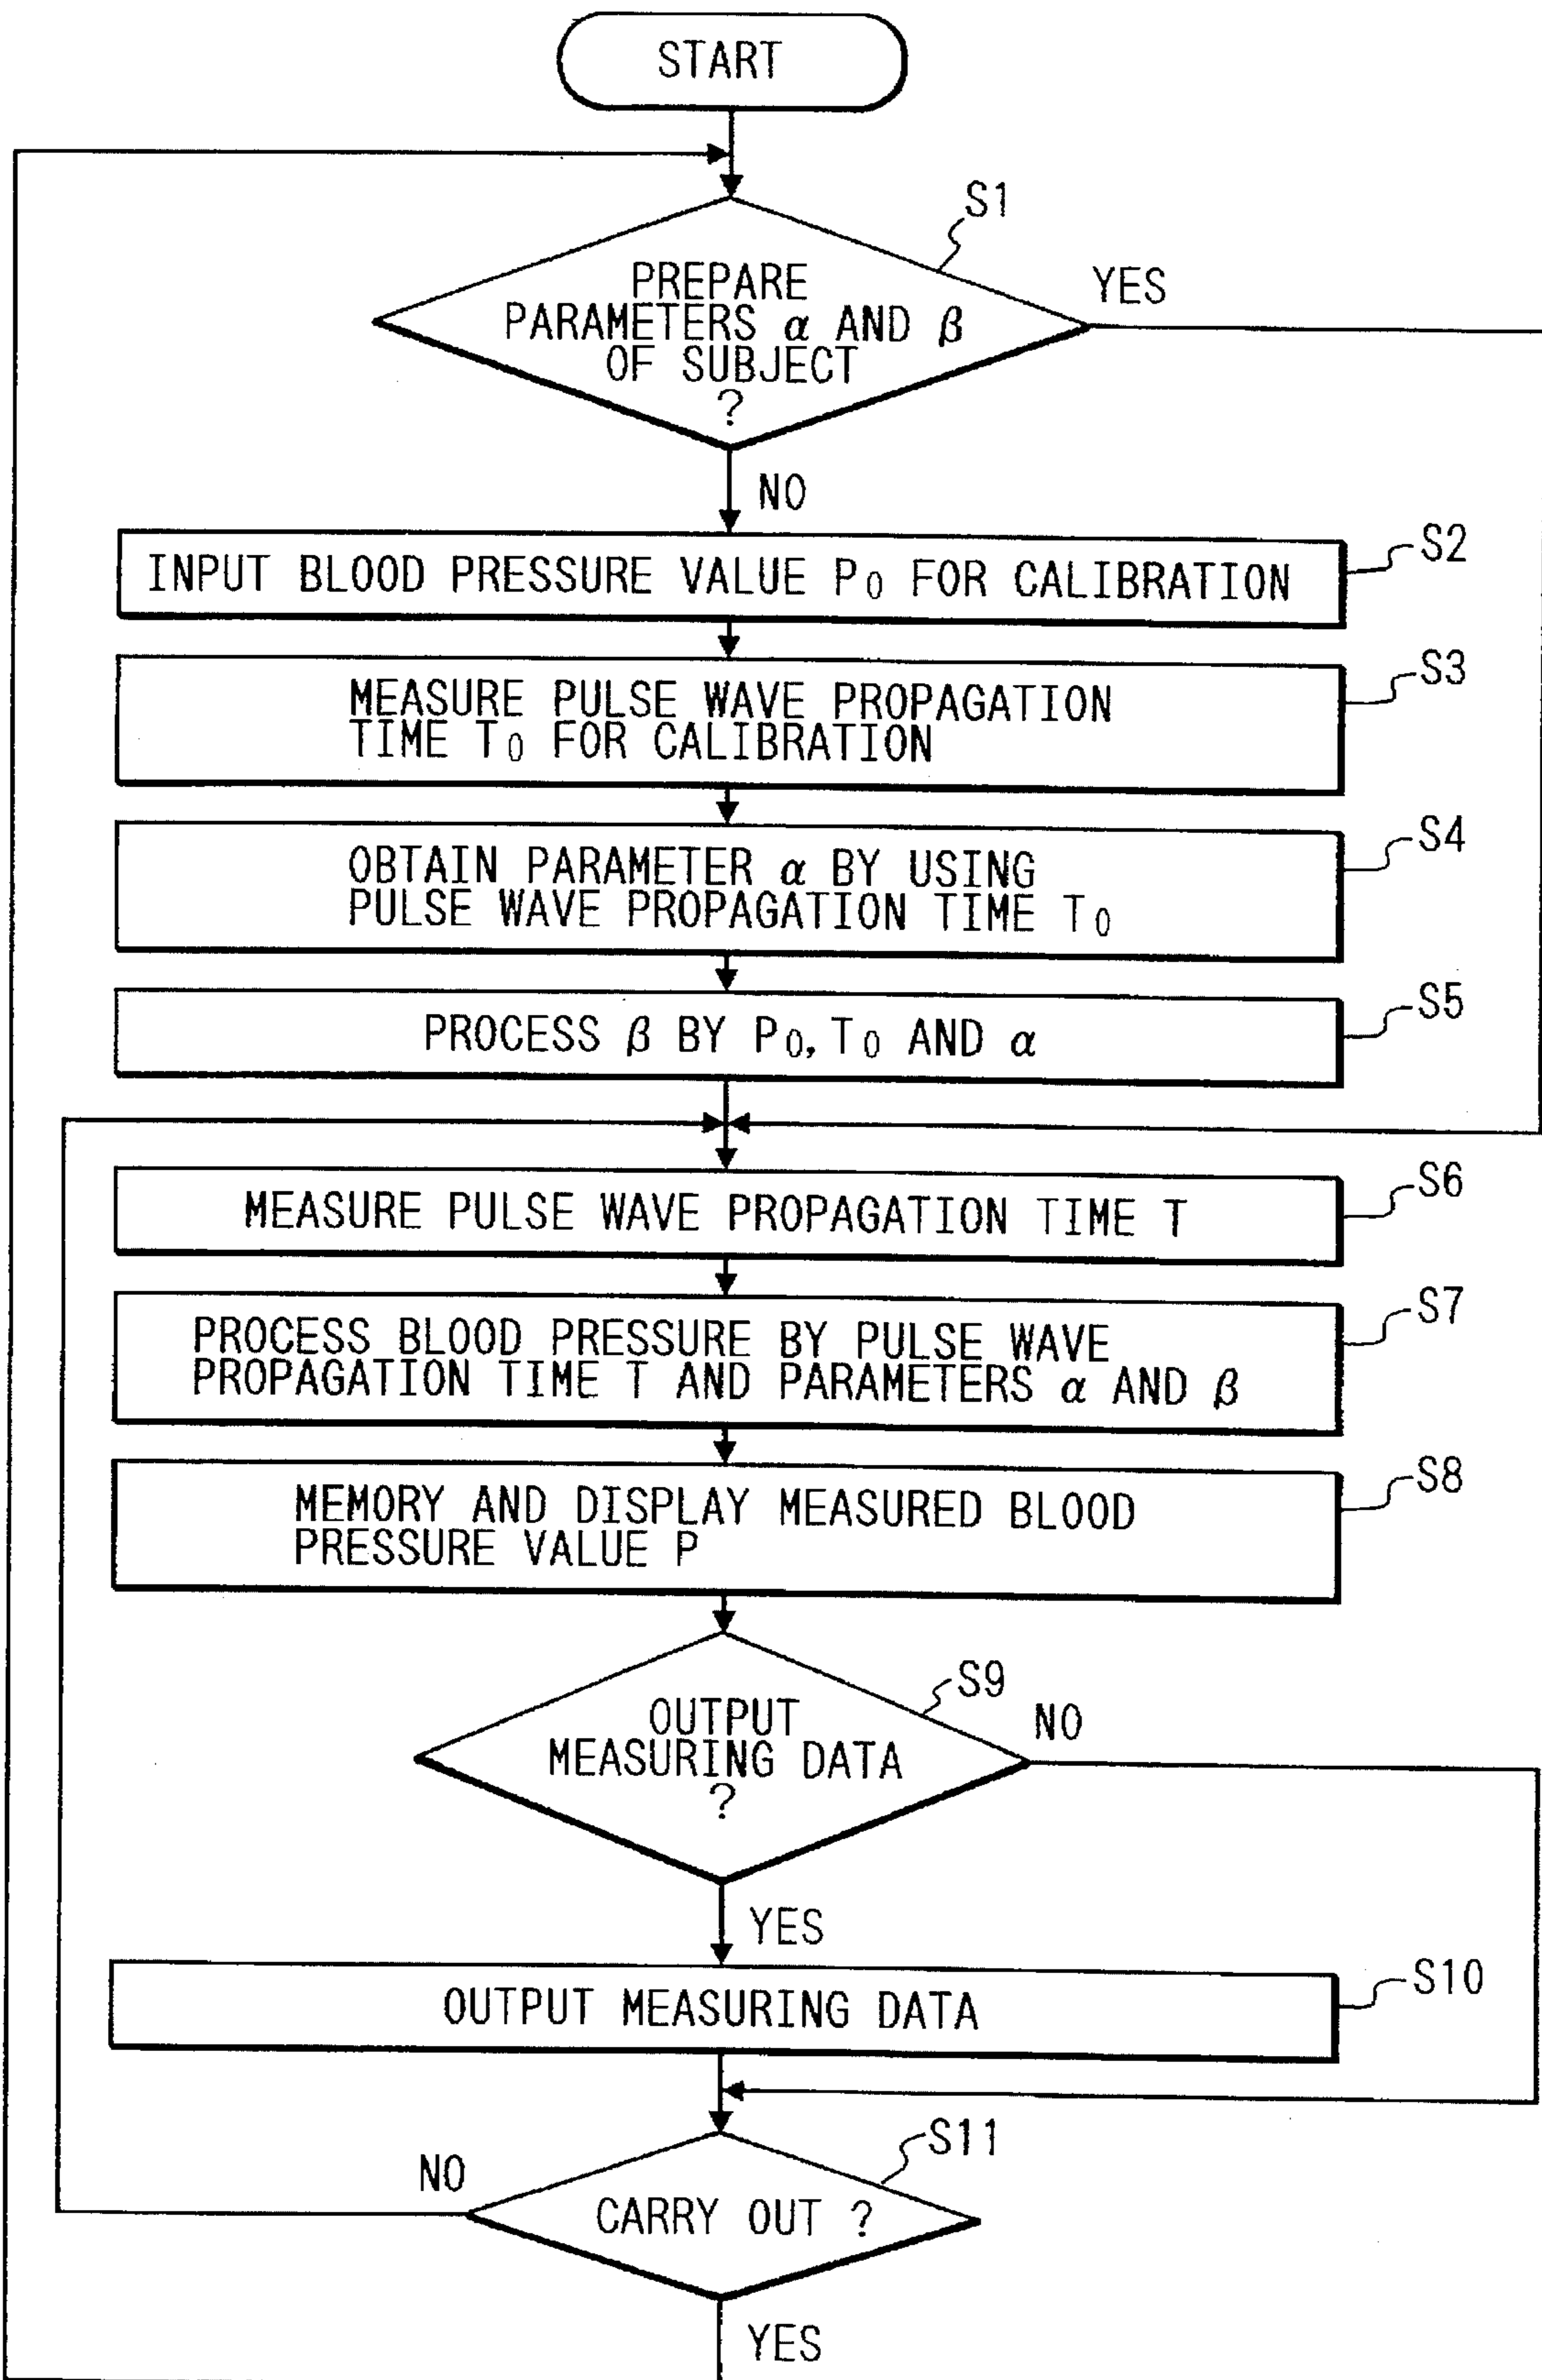 START
S1
PREPARE
PARAMETERS α AND β
OF SUBJECT
?
YES
NO
INPUT BLOOD PRESSURE VALUE P₀ FOR CALIBRATION
S2
MEASURE PULSE WAVE PROPAGATION
TIME T₀ FOR CALIBRATION
S3
OBTAIN PARAMETER α BY USING
PULSE WAVE PROPAGATION TIME T₀
S4
PROCESS β BY P₀, T₀ AND α
S5
MEASURE PULSE WAVE PROPAGATION TIME T
S6
PROCESS BLOOD PRESSURE BY PULSE WAVE
PROPAGATION TIME T AND PARAMETERS α AND β
S7
MEMORY AND DISPLAY MEASURED BLOOD
PRESSURE VALUE P
S8
S9
OUTPUT
MEASURING DATA
?
NO
YES
OUTPUT MEASURING DATA
S10
S11
NO
CARRY OUT ?
YES